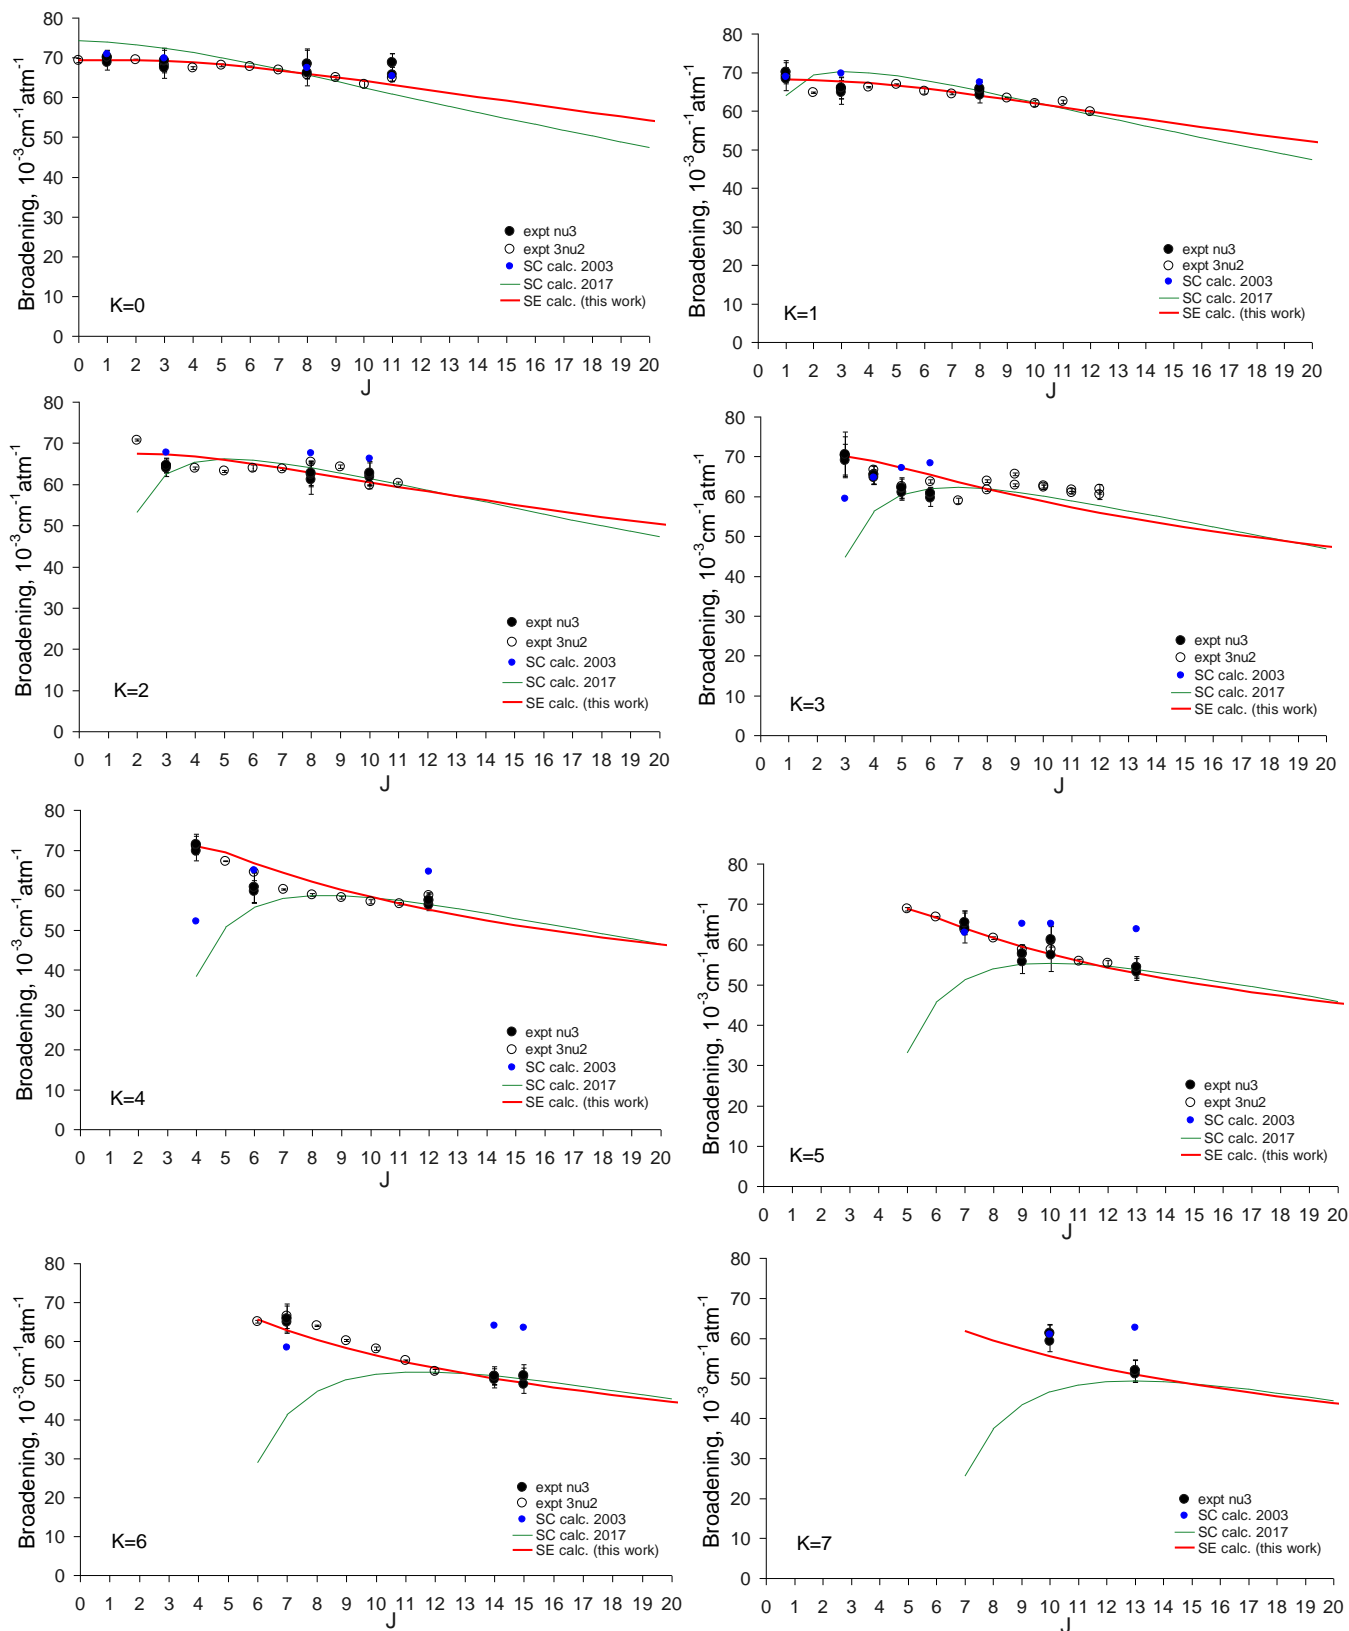 80
70
60
50
40
30
20
10
0
Broadening, 10⁻³cm⁻¹atm⁻¹
expt nu3
expt 3nu2
SC calc. 2003
SC calc. 2017
SE calc. (this work)
K=0
0 1 2 3 4 5 6 7 8 9 10 11 12 13 14 15 16 17 18 19 20
J
80
70
60
50
40
30
20
10
0
Broadening, 10⁻³cm⁻¹atm⁻¹
expt nu3
expt 3nu2
SC calc. 2003
SC calc. 2017
SE calc. (this work)
K=1
0 1 2 3 4 5 6 7 8 9 10 11 12 13 14 15 16 17 18 19 20
J
80
70
60
50
40
30
20
10
0
Broadening, 10⁻³cm⁻¹atm⁻¹
expt nu3
expt 3nu2
SC calc. 2003
SC calc. 2017
SE calc. (this work)
K=2
0 1 2 3 4 5 6 7 8 9 10 11 12 13 14 15 16 17 18 19 20
J
80
70
60
50
40
30
20
10
0
Broadening, 10⁻³cm⁻¹atm⁻¹
expt nu3
expt 3nu2
SC calc. 2003
SC calc. 2017
SE calc. (this work)
K=3
0 1 2 3 4 5 6 7 8 9 10 11 12 13 14 15 16 17 18 19 20
J
80
70
60
50
40
30
20
10
0
Broadening, 10⁻³cm⁻¹atm⁻¹
expt nu3
expt 3nu2
SC calc. 2003
SC calc. 2017
SE calc. (this work)
K=4
0 1 2 3 4 5 6 7 8 9 10 11 12 13 14 15 16 17 18 19 20
J
80
70
60
50
40
30
20
10
0
Broadening, 10⁻³cm⁻¹atm⁻¹
expt nu3
expt 3nu2
SC calc. 2003
SC calc. 2017
SE calc. (this work)
K=5
0 1 2 3 4 5 6 7 8 9 10 11 12 13 14 15 16 17 18 19 20
J
80
70
60
50
40
30
20
10
0
Broadening, 10⁻³cm⁻¹atm⁻¹
expt nu3
expt 3nu2
SC calc. 2003
SC calc. 2017
SE calc. (this work)
K=6
0 1 2 3 4 5 6 7 8 9 10 11 12 13 14 15 16 17 18 19 20
J
80
70
60
50
40
30
20
10
0
Broadening, 10⁻³cm⁻¹atm⁻¹
expt nu3
SC calc. 2003
SC calc. 2017
SE calc. (this work)
K=7
0 1 2 3 4 5 6 7 8 9 10 11 12 13 14 15 16 17 18 19 20
J